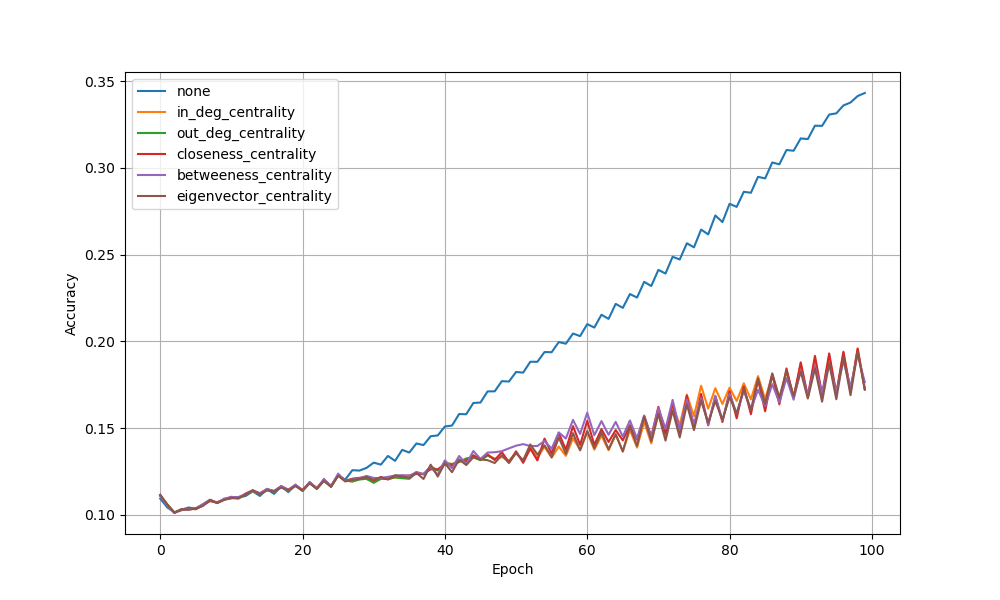 0.35
0.30
0.25
0.20
0.15
0.10
Accuracy
none
in_deg_centrality
out_deg_centrality
closeness_centrality
betweeness_centrality
eigenvector_centrality
0 20 40 60 80 100
Epoch